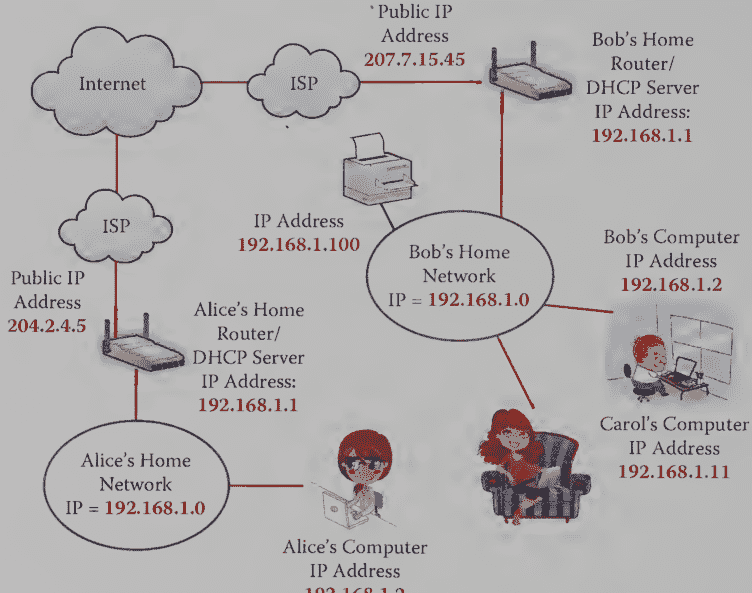 Public IP
Address
207.7.15.45
Bob's Home
Router/
DHCP Server
IP Address:
192.168.1.1
Internet
ISP
IP Address
192.168.1.100
ISP
Bob's Home
Network
IP = 192.168.1.0
Bob's Computer
IP Address
192.168.1.2
Public IP
Address
204.2.4.5
Alice's Home
Router/
DHCP Server
IP Address:
192.168.1.1
Carol's Computer
IP Address
192.168.1.11
Alice's Home
Network
IP = 192.168.1.0
Alice's Computer
IP Address